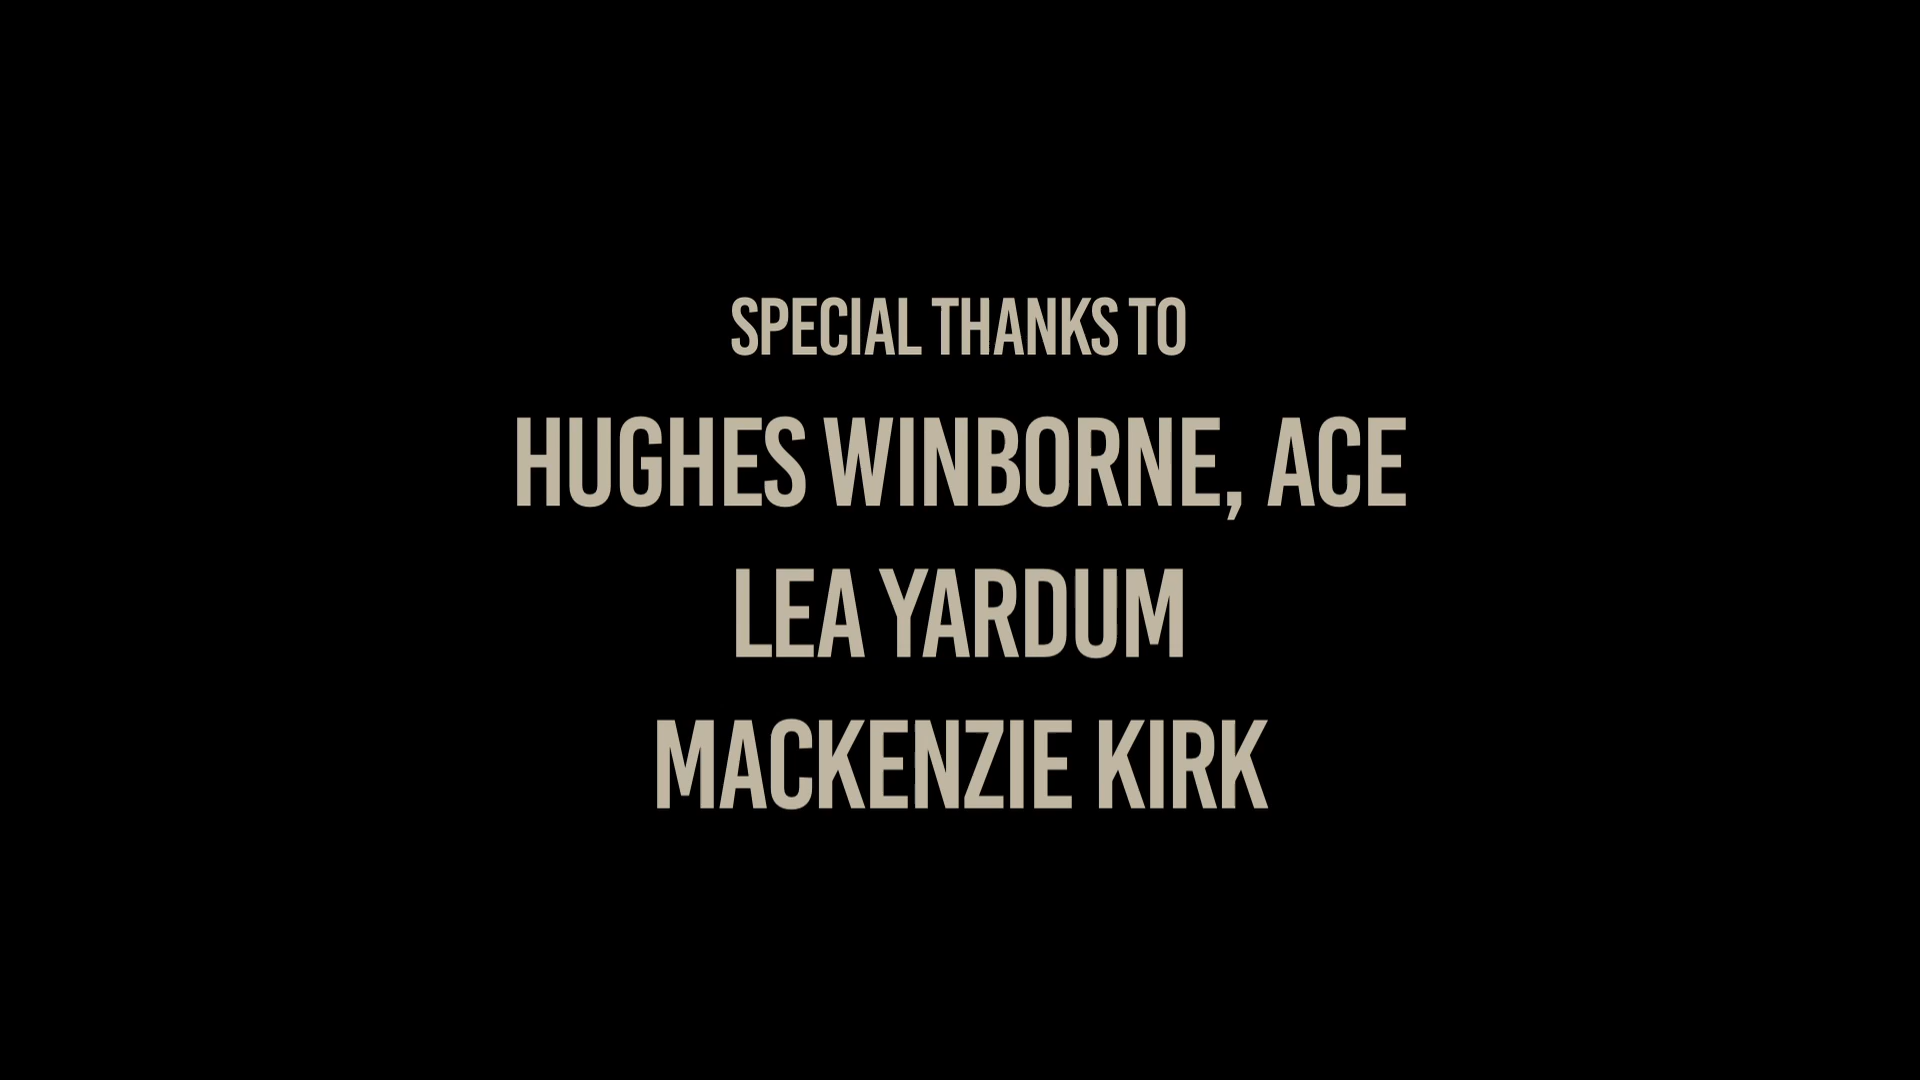 SPECIAL THANKS TO
HUGHES WINBORNE, ACE
LEA YARDUM
MACKENZIE KIRK